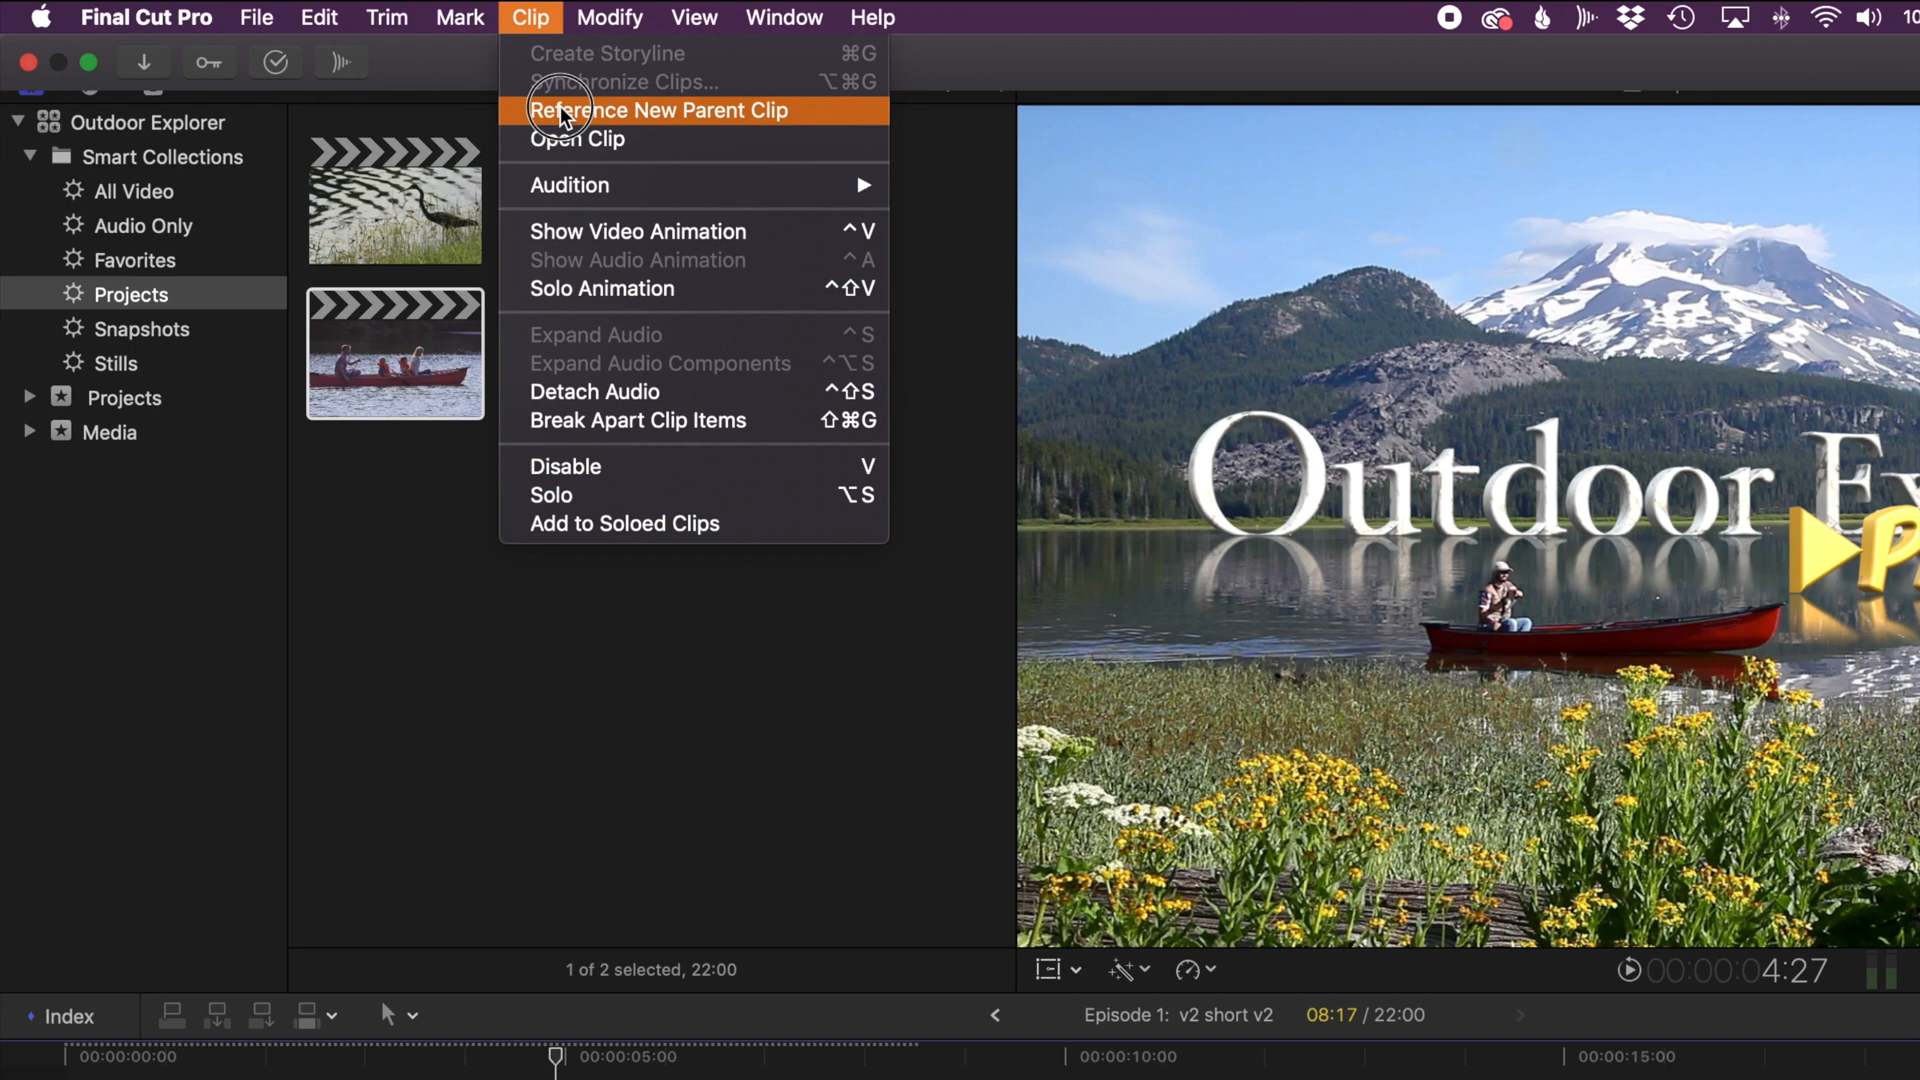 Final Cut Pro File Edit Trim Mark Clip Modify View Window Help
Create Storyline ⌘G
Synchronize Clips... ⌥⌘G
Reference New Parent Clip
Open Clip
Audition
Show Video Animation ^V
Show Audio Animation ^A
Solo Animation ^⇧V
Expand Audio ^S
Expand Audio Components ^⌥S
Detach Audio ^⇧S
Break Apart Clip Items ⇧⌘G
Disable V
Solo ⌥S
Add to Soloed Clips
Outdoor Explorer
Smart Collections
All Video
Audio Only
Favorites
Projects
Snapshots
Stills
Projects
Media
Outdoor
1 of 2 selected, 22:00
00:00:04:27
Index
Episode 1: v2 short v2 08:17 / 22:00
00:00:00:00 00:00:05:00 00:00:10:00 00:00:15:00